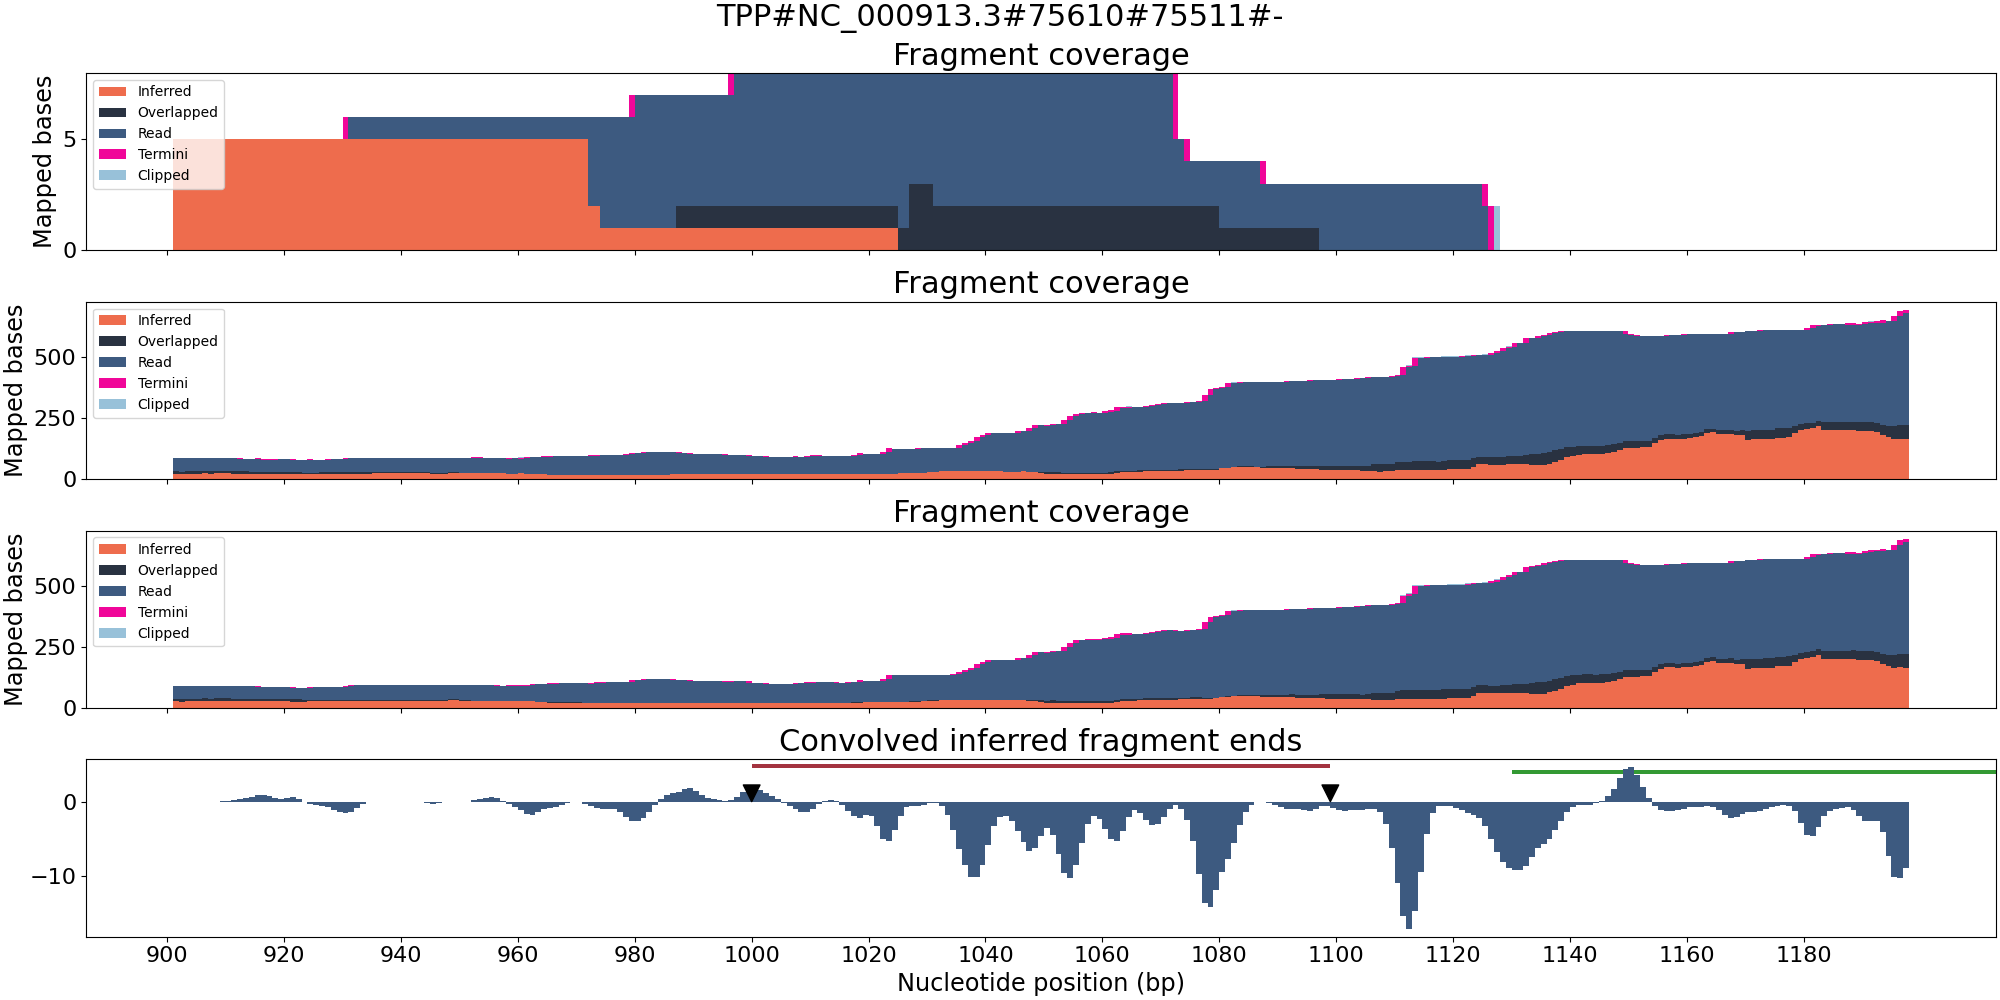 TPP#NC_000913.3#75610#75511#-
Fragment coverage
Mapped bases
5
0
Inferred
Overlapped
Read
Termini
Clipped
Fragment coverage
Mapped bases
500
250
0
Inferred
Overlapped
Read
Termini
Clipped
Fragment coverage
Mapped bases
500
250
0
Inferred
Overlapped
Read
Termini
Clipped
Convolved inferred fragment ends
0
−10
900 920 940 960 980 1000 1020 1040 1060 1080 1100 1120 1140 1160 1180
Nucleotide position (bp)